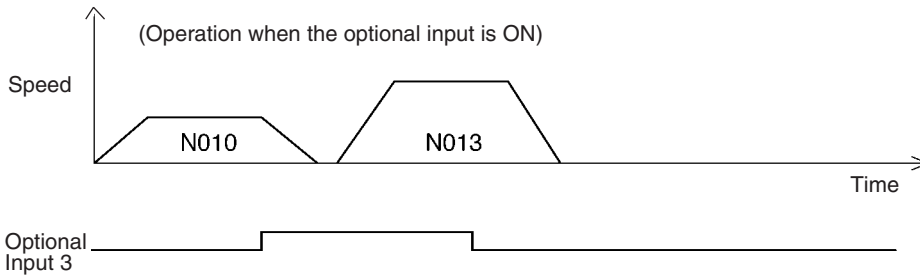 (Operation when the optional input is ON)
Speed
N010
N013
Time
Optional
Input 3